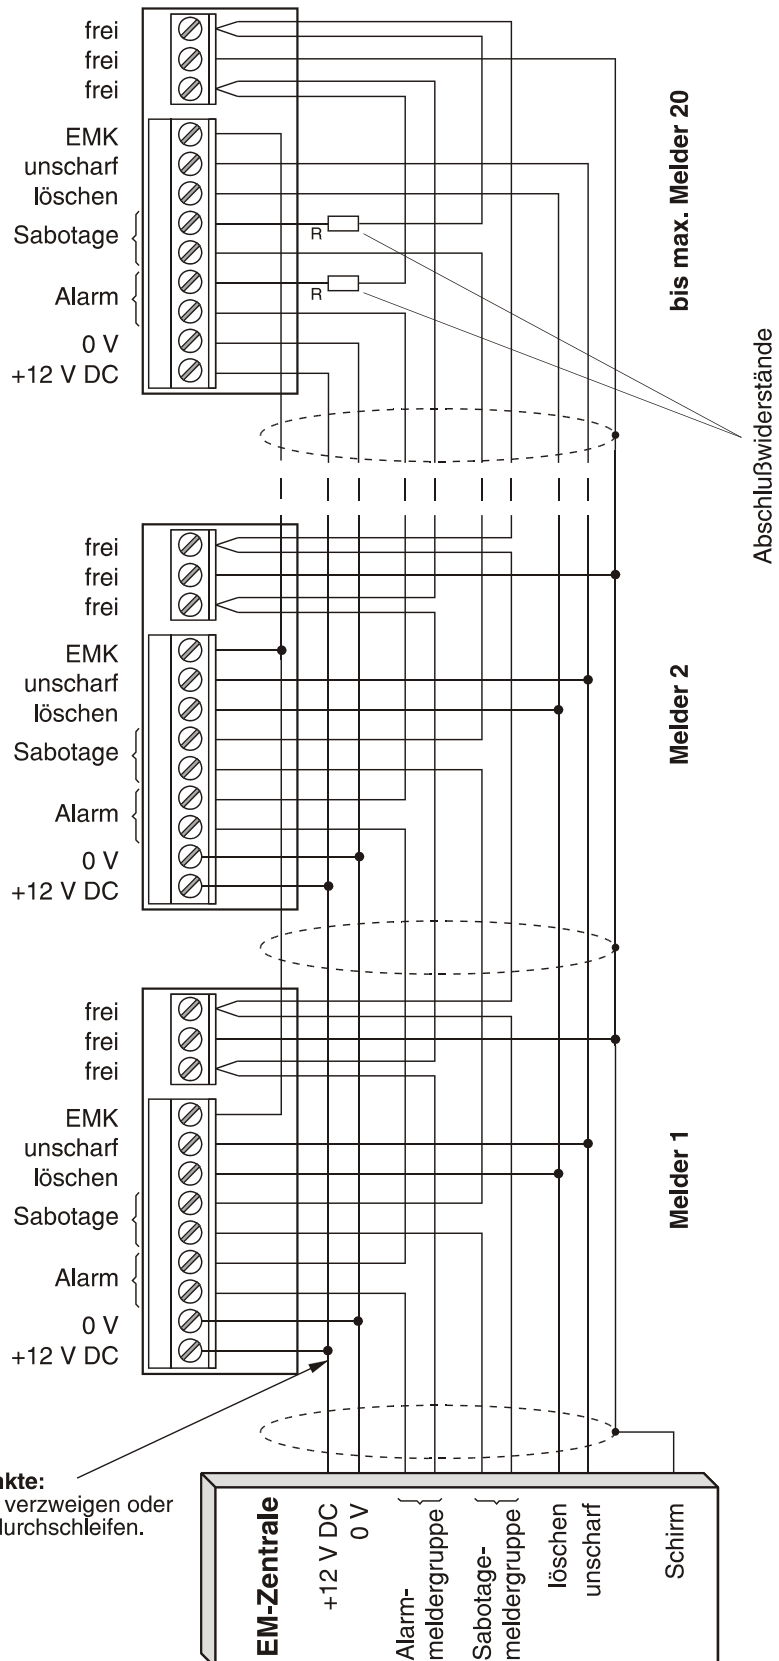 frei
frei
frei
EMK
unscharf
löschen
Sabotage
R
Alarm
R
0 V
+12 V DC
bis max. Melder 20
Abschlußwiderstände
frei
frei
frei
EMK
unscharf
löschen
Sabotage
Alarm
0 V
+12 V DC
Melder 2
frei
frei
frei
EMK
unscharf
löschen
Sabotage
Alarm
0 V
+12 V DC
Melder 1
verzweigen oder
durchschleifen.
EM-Zentrale
+12 V DC
0 V
Alarm-
meldergruppe
Sabotage-
meldergruppe
löschen
unscharf
Schirm